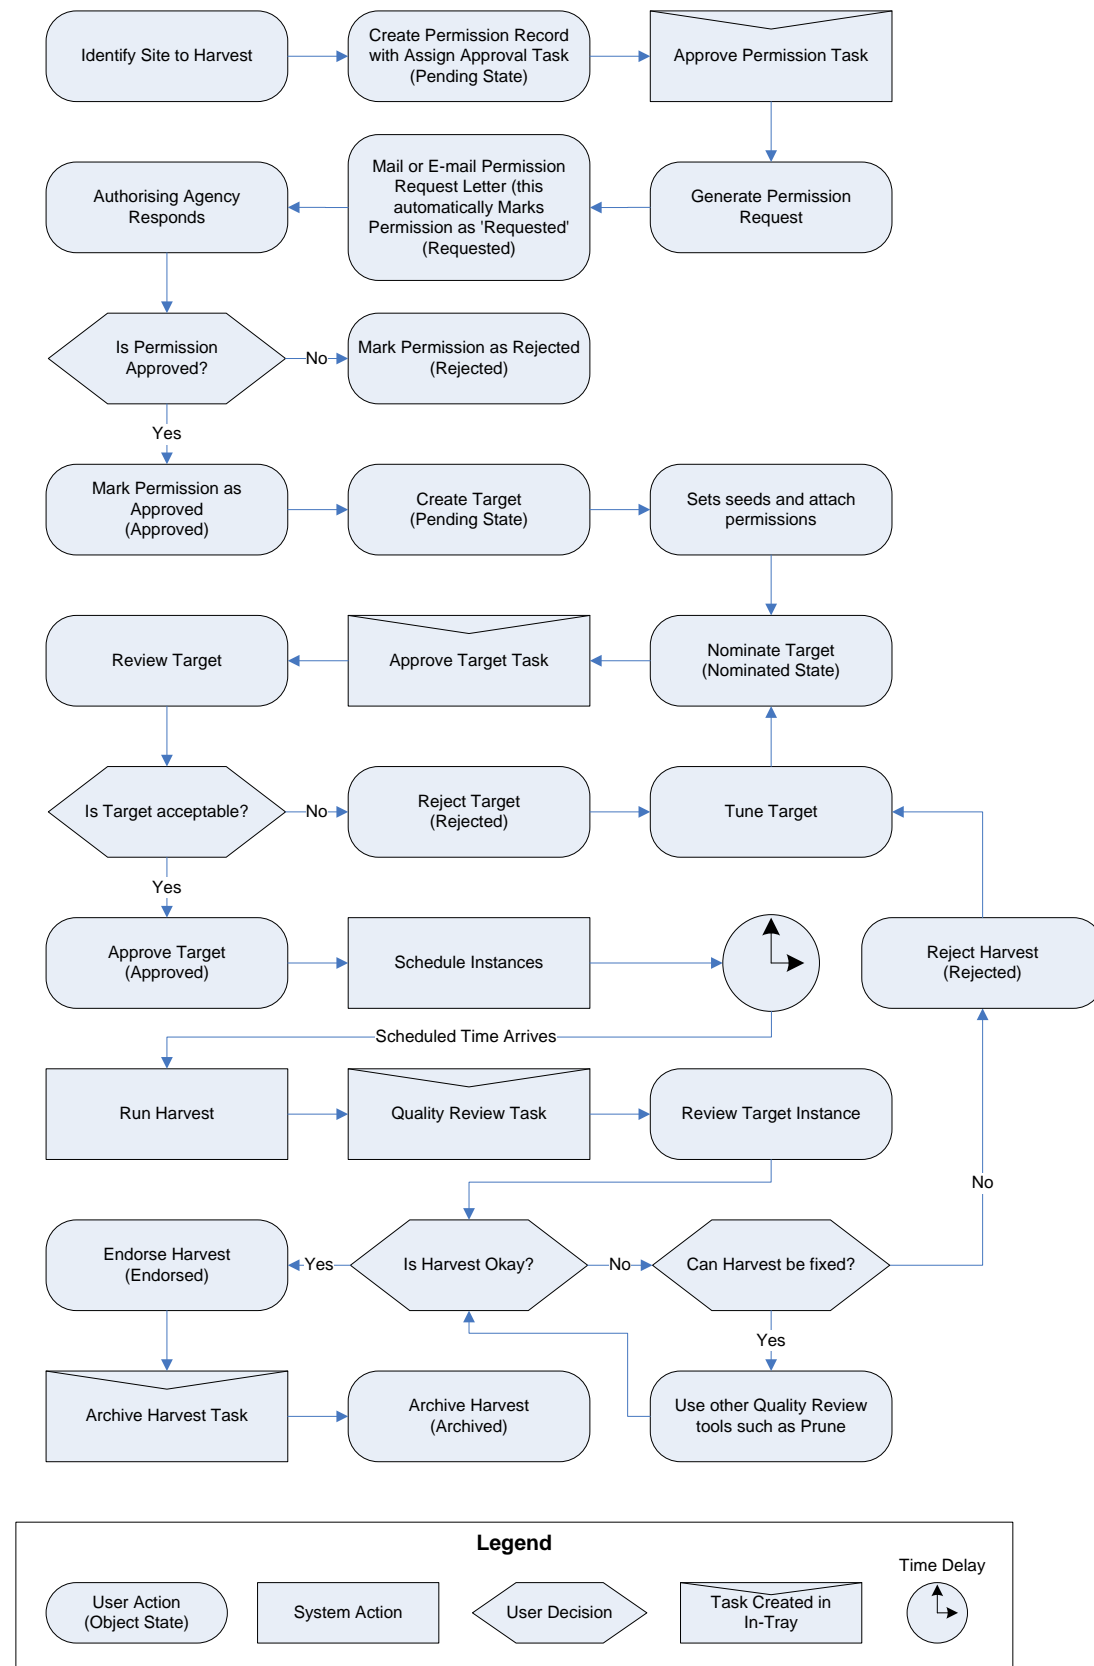 Identify Site to Harvest
Create Permission Record
with Assign Approval Task
(Pending State)
Approve Permission Task
Authorising Agency
Responds
Mail or E-mail Permission
Request Letter (this
automatically Marks
Permission as 'Requested'
(Requested)
Generate Permission
Request
Is Permission
Approved?
No
Mark Permission as Rejected
(Rejected)
Yes
Mark Permission as
Approved
(Approved)
Create Target
(Pending State)
Sets seeds and attach
permissions
Review Target
Approve Target Task
Nominate Target
(Nominated State)
Is Target acceptable?
No
Reject Target
(Rejected)
Tune Target
Yes
Approve Target
(Approved)
Schedule Instances
Reject Harvest
(Rejected)
Scheduled Time Arrives
Run Harvest
Quality Review Task
Review Target Instance
No
Endorse Harvest
(Endorsed)
Yes
Is Harvest Okay?
No
Can Harvest be fixed?
Yes
Archive Harvest Task
Archive Harvest
(Archived)
Use other Quality Review
tools such as Prune
Legend
User Action
(Object State)
System Action
User Decision
Task Created in
In-Tray
Time Delay